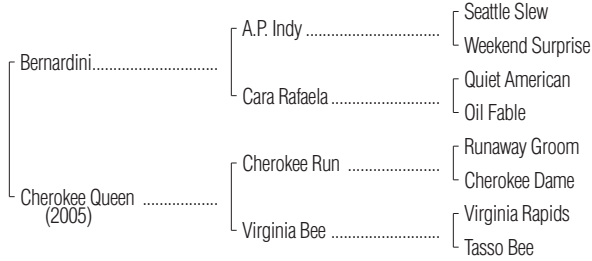 Seattle Slew
A.P. Indy ..............................
Weekend Surprise
Bernardini............................
Quiet American
Cara Rafaela ........................
Oil Fable
Runaway Groom
Cherokee Run ....................
Cherokee Dame
Cherokee Queen .................
(2005)
Virginia Rapids
Virginia Bee ........................
Tasso Bee